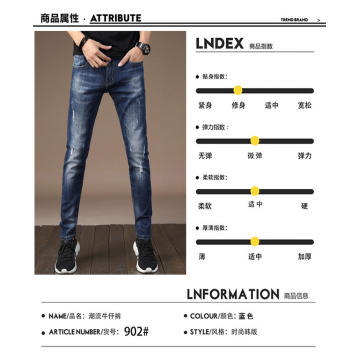 商品属性 · ATTRIBUTE
TREND BRAND >
LNDEX 商品指数
贴身指数:
紧身 修身 适中 宽松
弹力指数:
无弹 微弹 弹力
柔软指数:
柔软 适中 硬
厚薄指数:
薄 适中 加厚
LNFORMATION 商品信息
NAME/品名: 潮流牛仔裤
COLOUR/颜色: 蓝色
ARTICLE NUMBER/货号: 902#
STYLE/风格: 时尚韩版